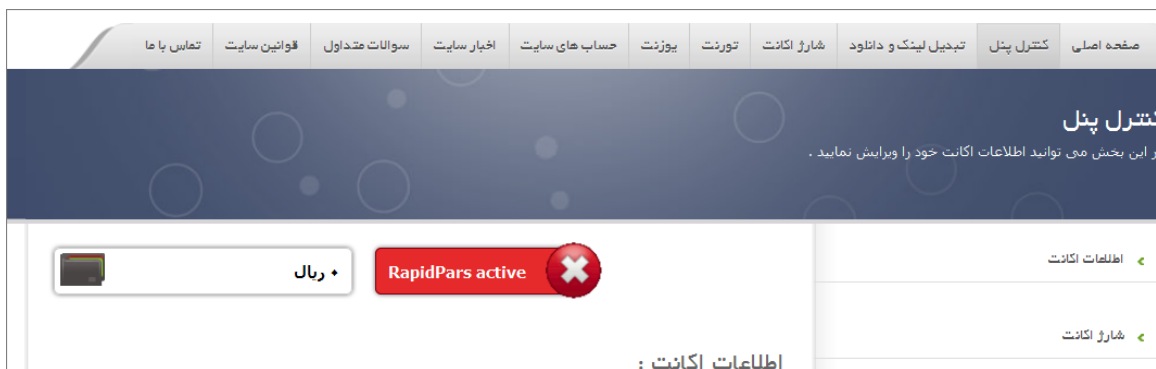 صفحه اصلی کنترل پنل تبدیل لینک و دانلود شارژ اکانت تورنت یوزنت حساب های سایت اخبار سایت سوالات متداول قوانین سایت تماس با ما
کنترل پنل
در این بخش می توانید اطلاعات اکانت خود را ویرایش نمایید .
اطلاعات اکانت
شارژ اکانت
RapidPars active
۰ ریال
اطلاعات اکانت :